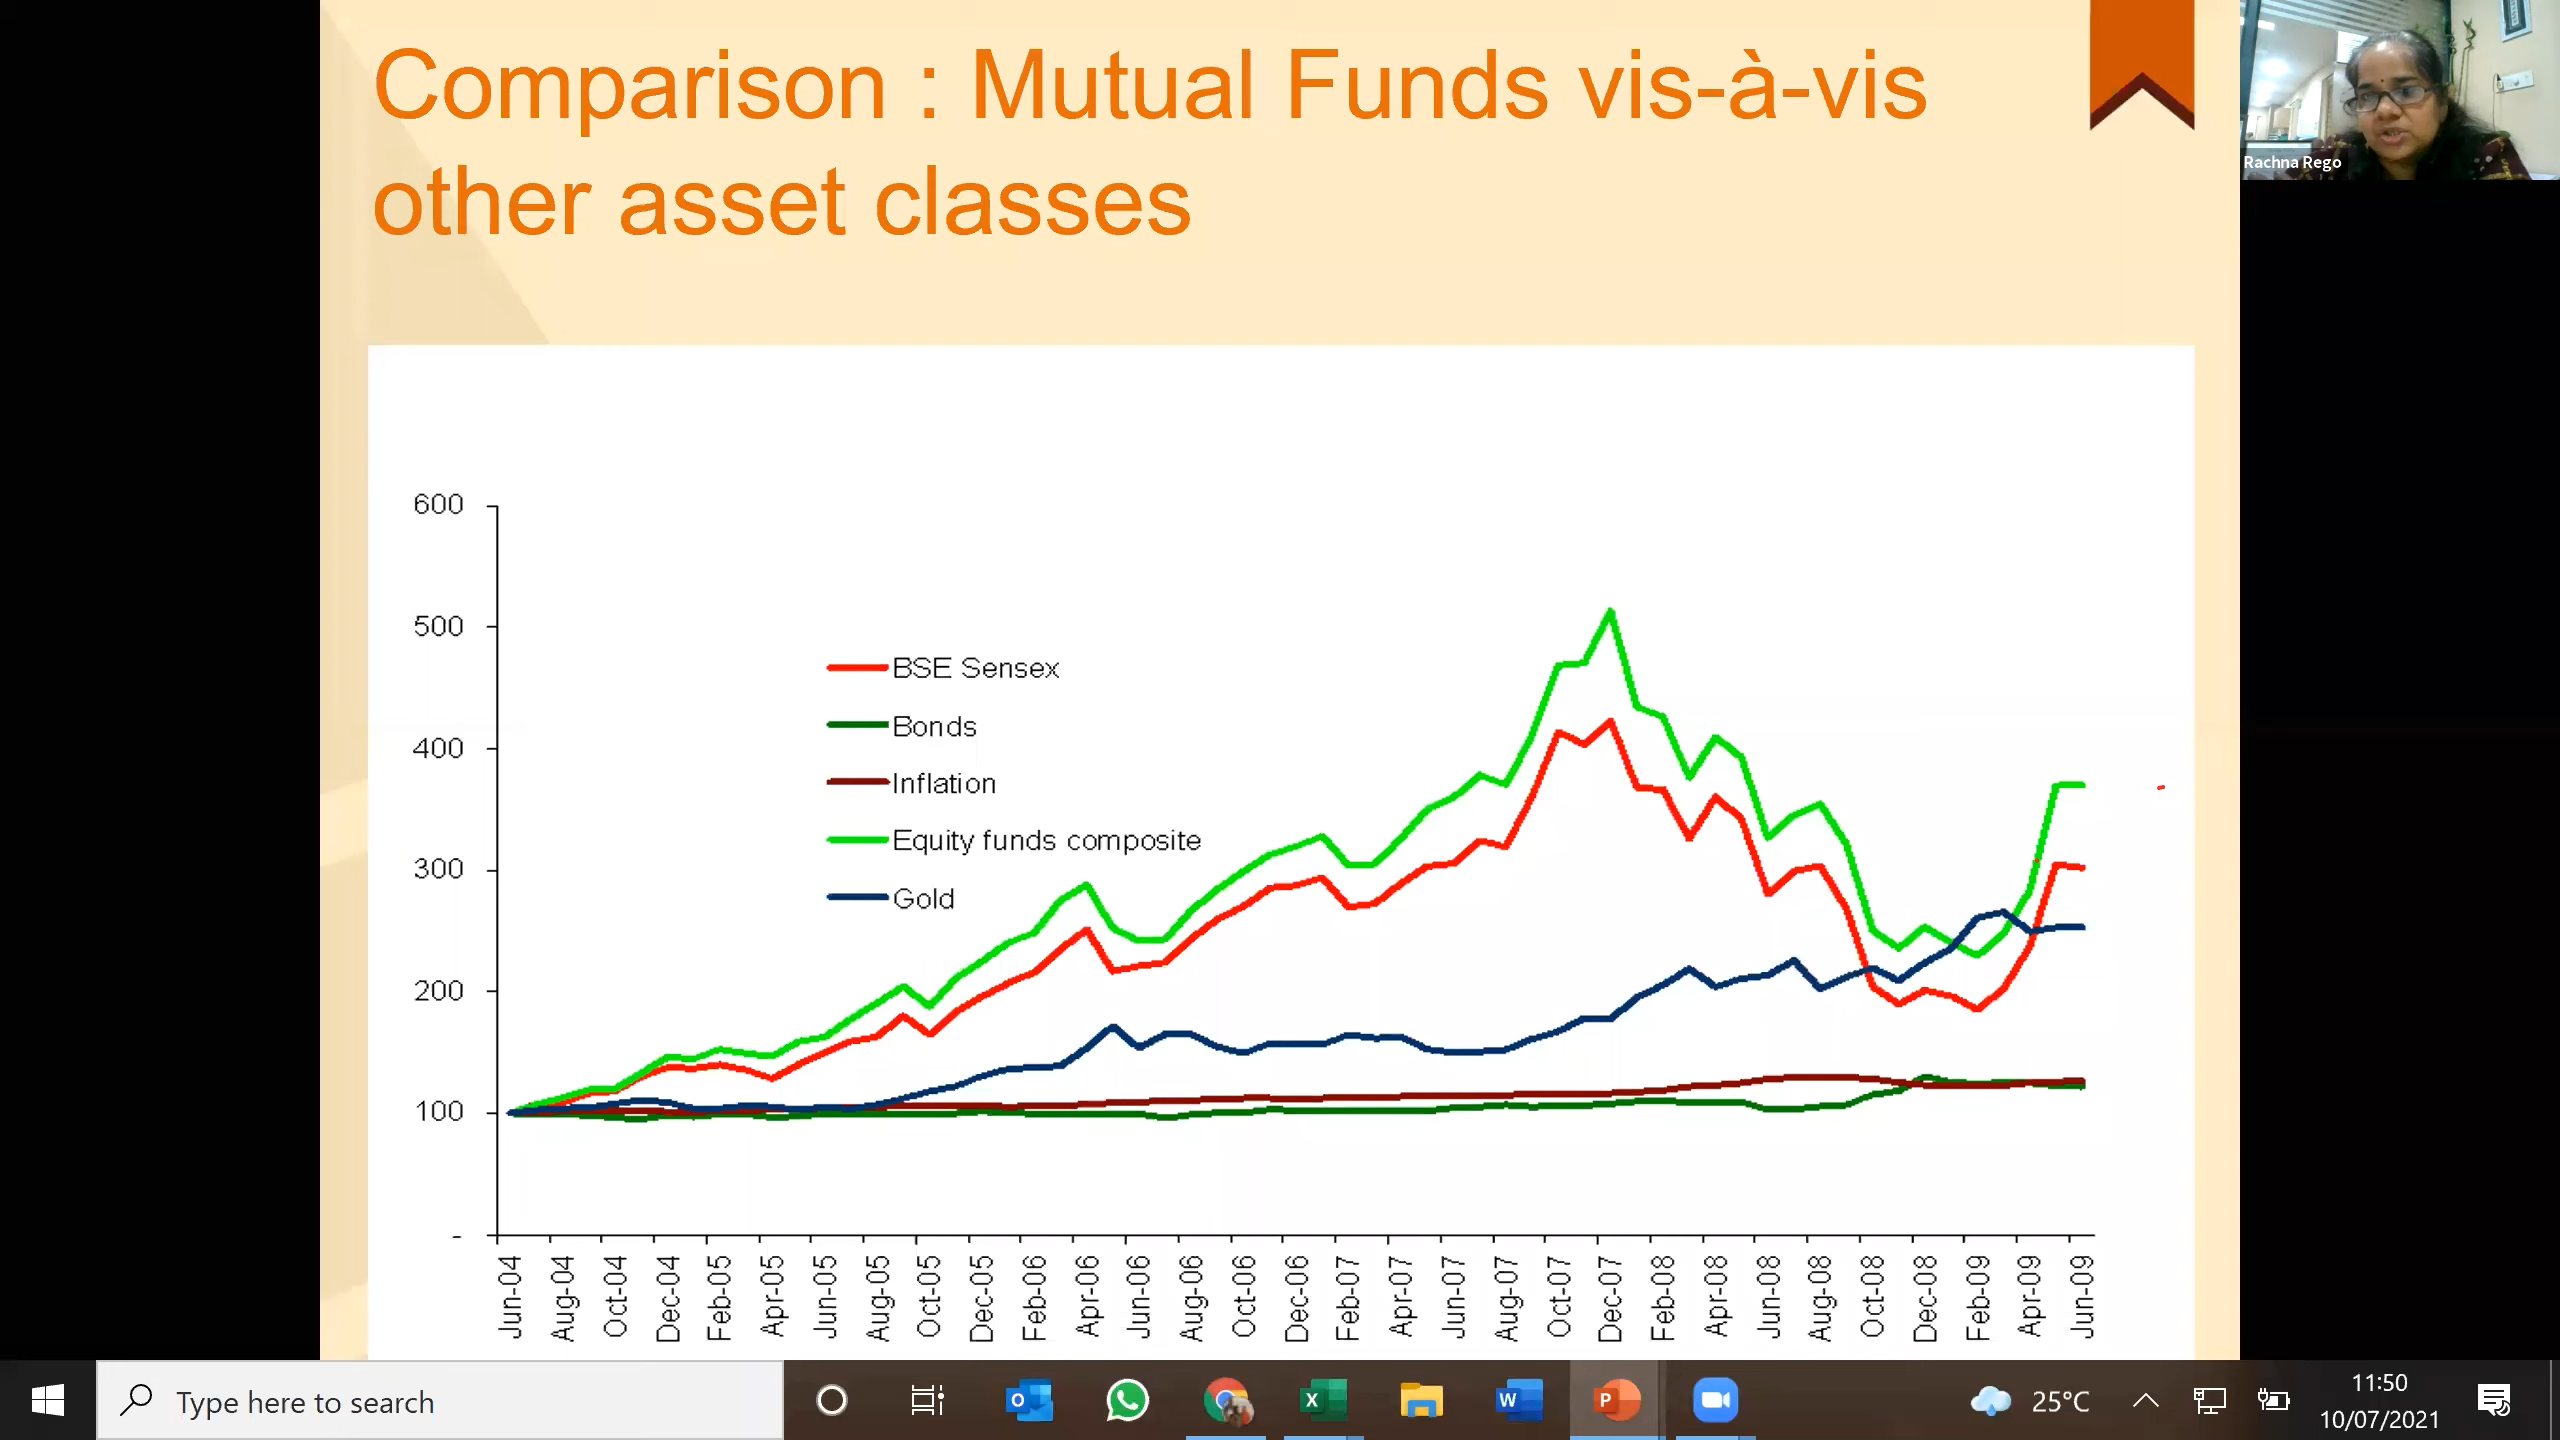 Comparison : Mutual Funds vis-à-vis
other asset classes
Rachna Rego
600
500
400
300
200
100
-
BSE Sensex
Bonds
Inflation
Equity funds composite
Gold
Jun-04
Aug-04
Oct-04
Dec-04
Feb-05
Apr-05
Jun-05
Aug-05
Oct-05
Dec-05
Feb-06
Apr-06
Jun-06
Aug-06
Oct-06
Dec-06
Feb-07
Apr-07
Jun-07
Aug-07
Oct-07
Dec-07
Feb-08
Apr-08
Jun-08
Aug-08
Oct-08
Dec-08
Feb-09
Apr-09
Jun-09
Type here to search
25°C
11:50
10/07/2021